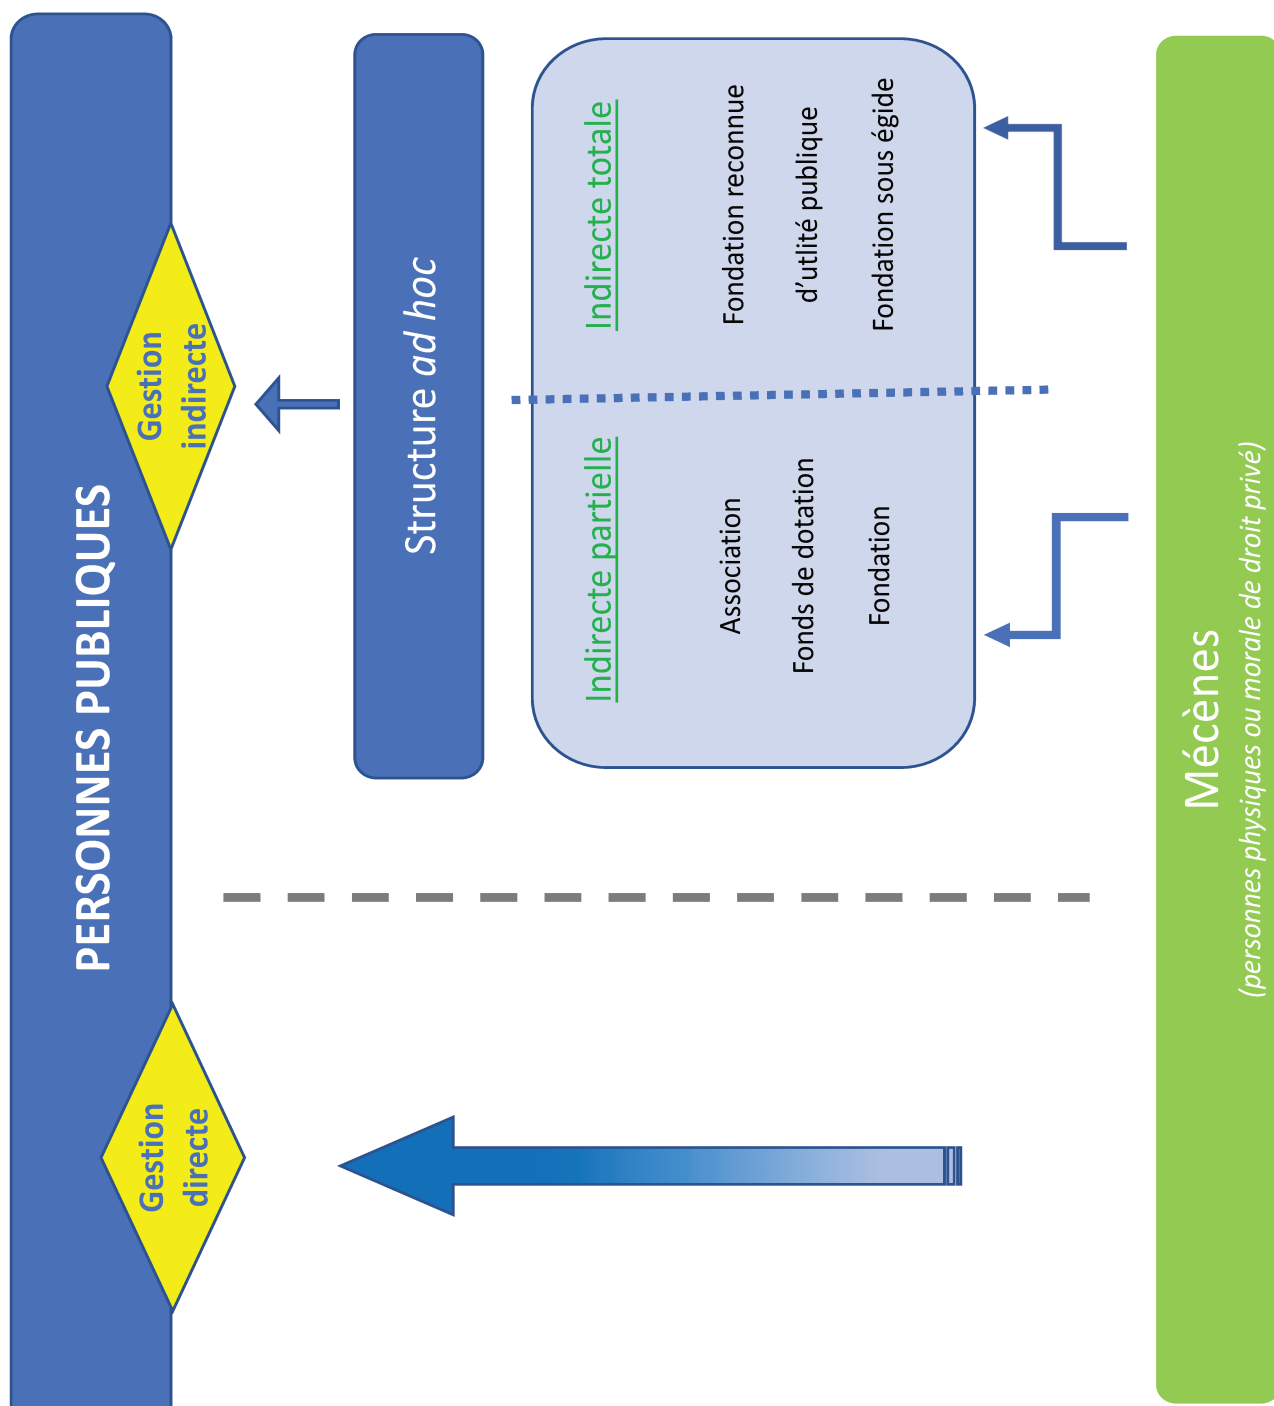 PERSONNES PUBLIQUES
Gestion
directe
Gestion
indirecte
Structure ad hoc
Indirecte partielle
Association
Fonds de dotation
Fondation
Indirecte totale
Fondation reconnue
d'utlité publique
Fondation sous égide
Mécènes
(personnes physiques ou morale de droit privé)